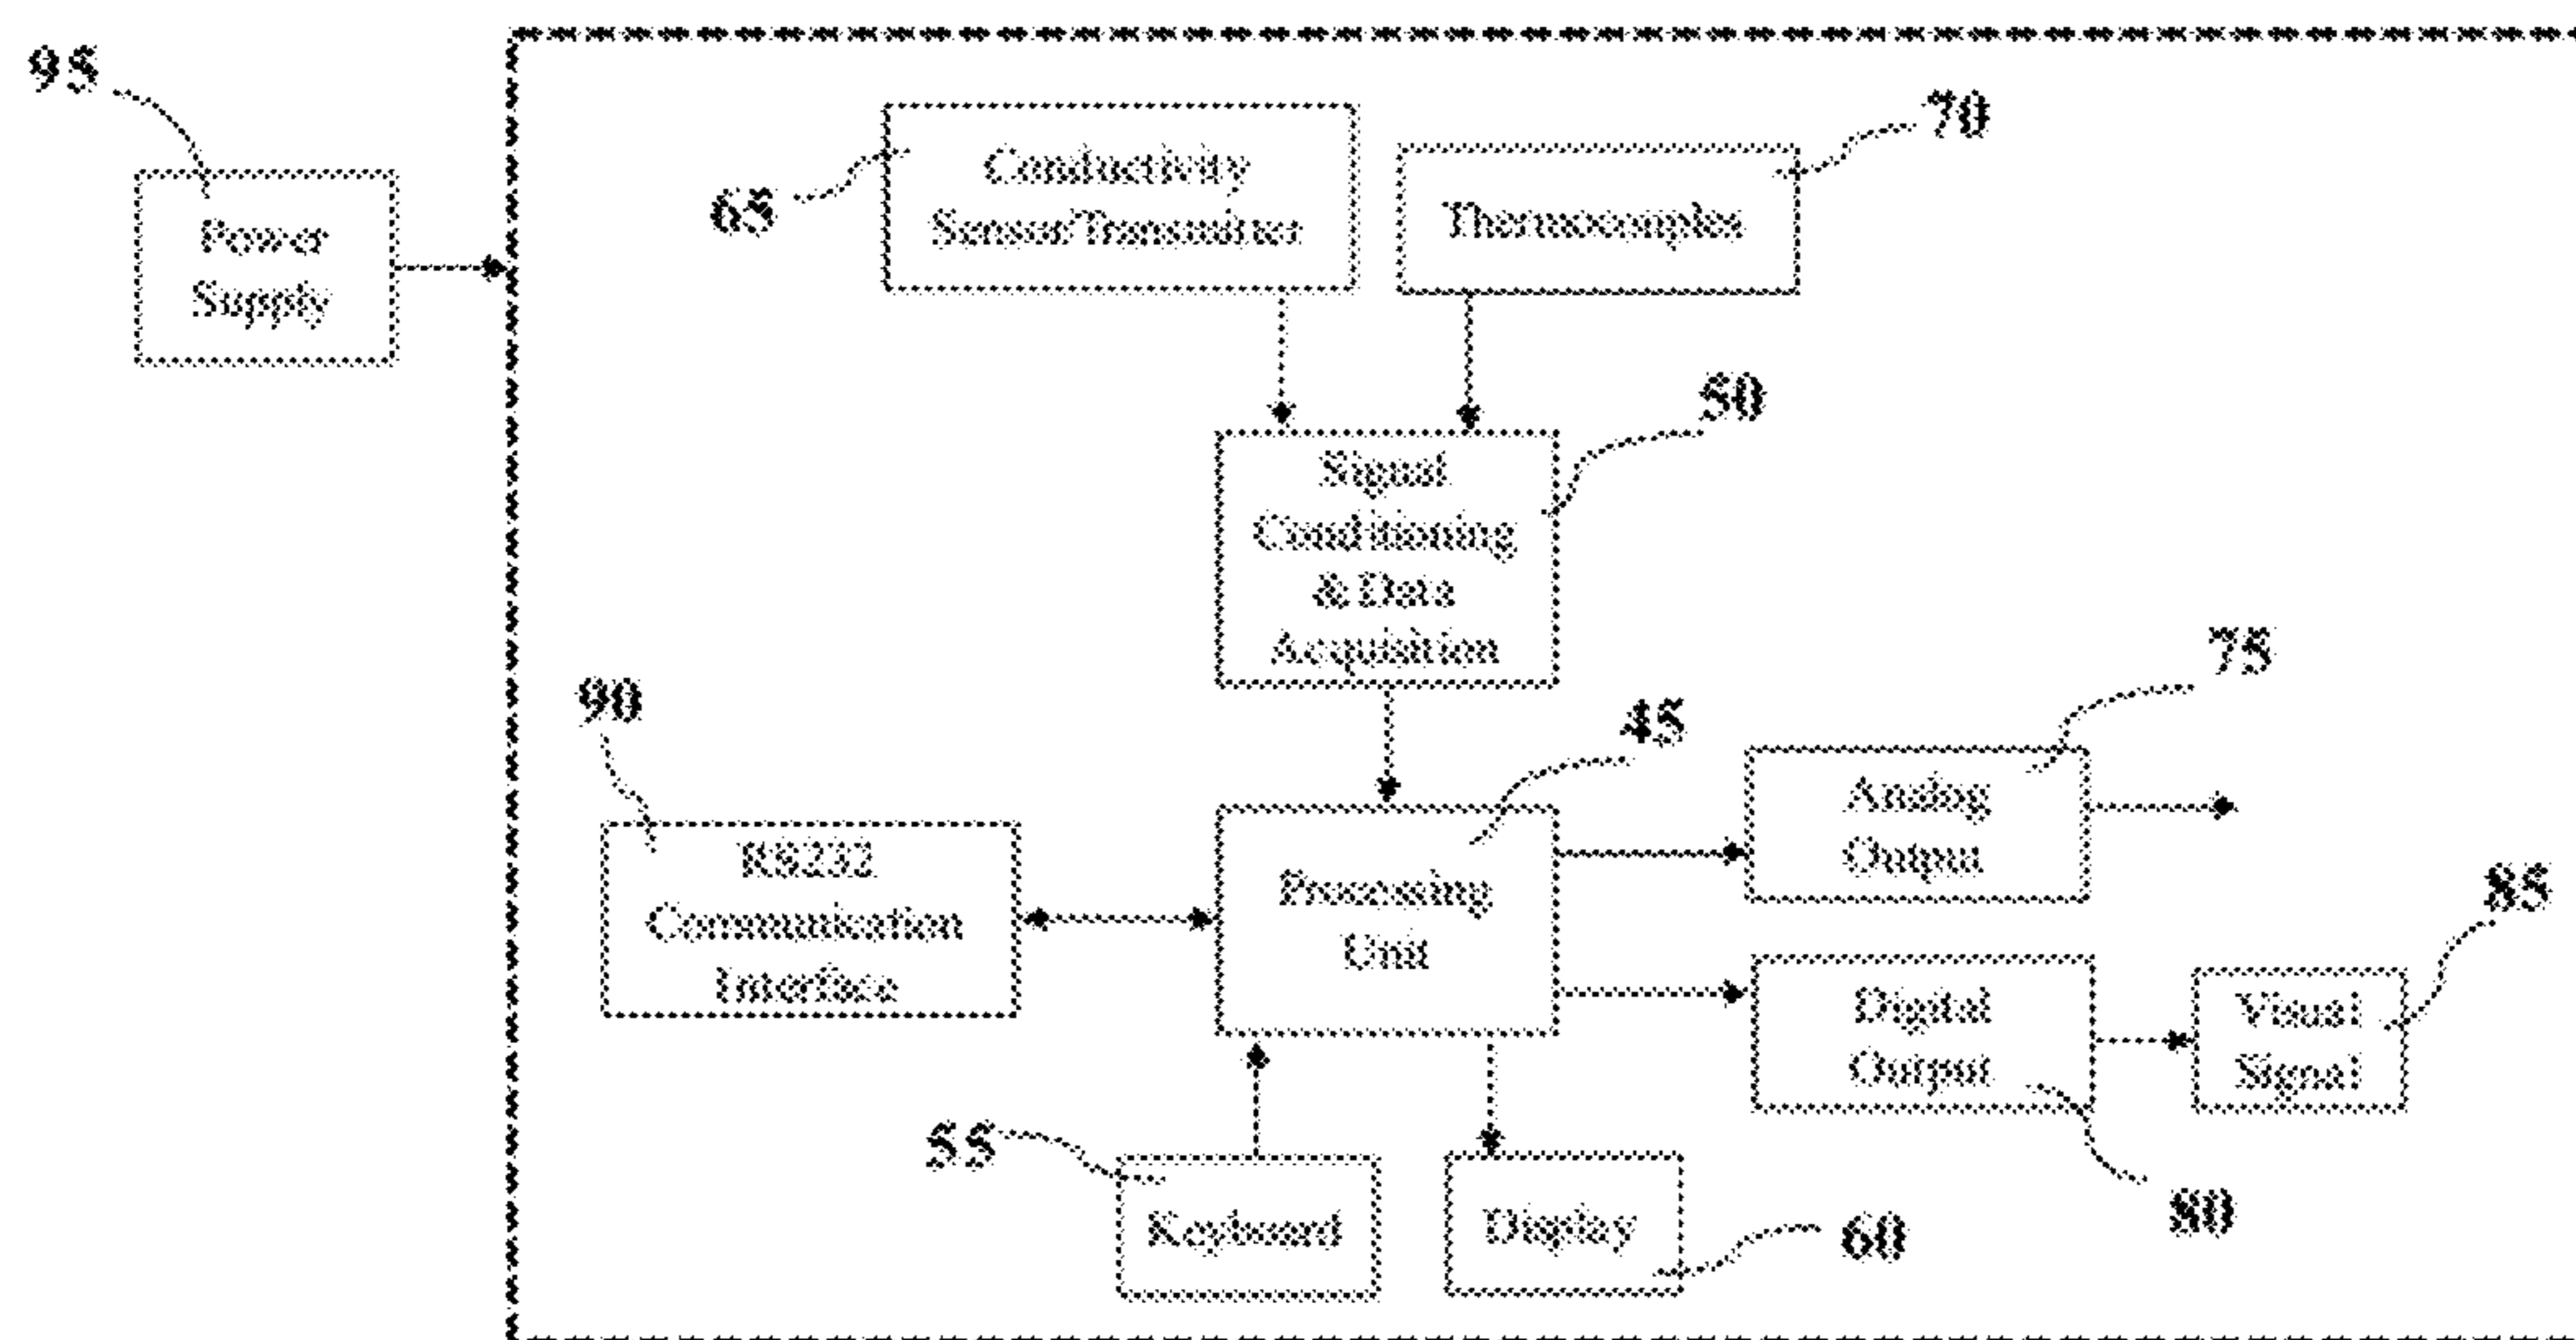 95
Power
Supply
65
Conductivity
Sensor/Transmitter
70
Thermocouples
50
Signal
Conditioning
& Data
Acquisition
90
RS232
Communication
Interface
45
Processing
Unit
75
Analog
Output
85
Visual
Signal
Digital
Output
80
55
Keyboard
Display
60